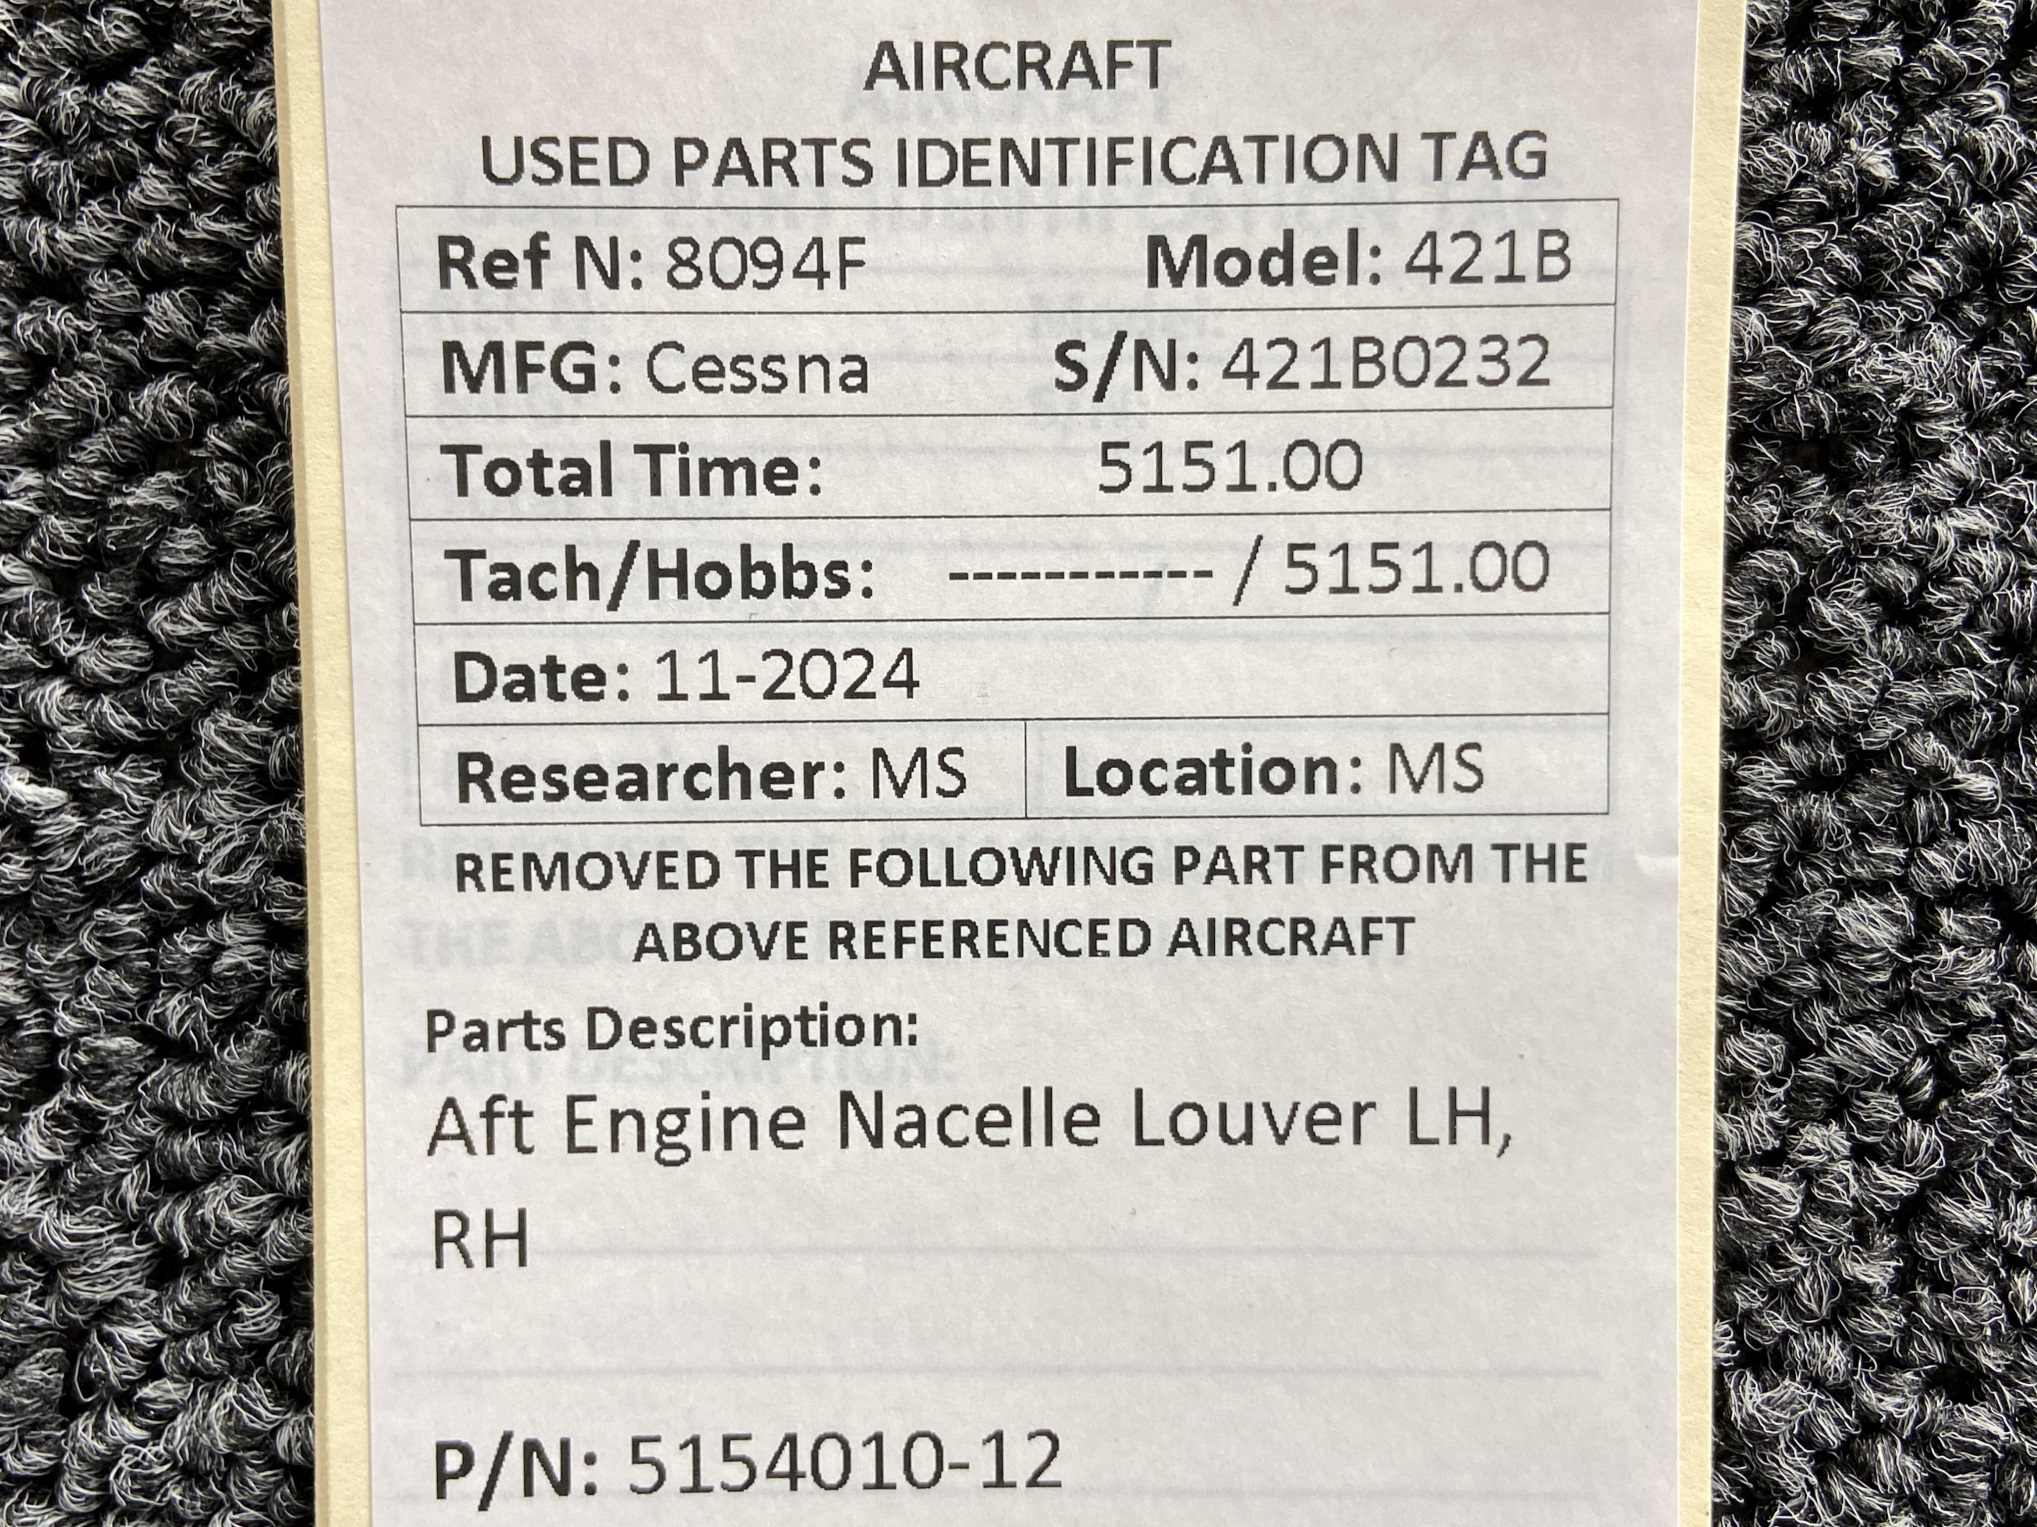 AIRCRAFT
USED PARTS IDENTIFICATION TAG
Ref N: 8094F Model: 421B
MFG: Cessna S/N: 421B0232
Total Time: 5151.00
Tach/Hobbs: ----------- / 5151.00
Date: 11-2024
Researcher: MS Location: MS
REMOVED THE FOLLOWING PART FROM THE
ABOVE REFERENCED AIRCRAFT
Parts Description:
Aft Engine Nacelle Louver LH,
RH
P/N: 5154010-12